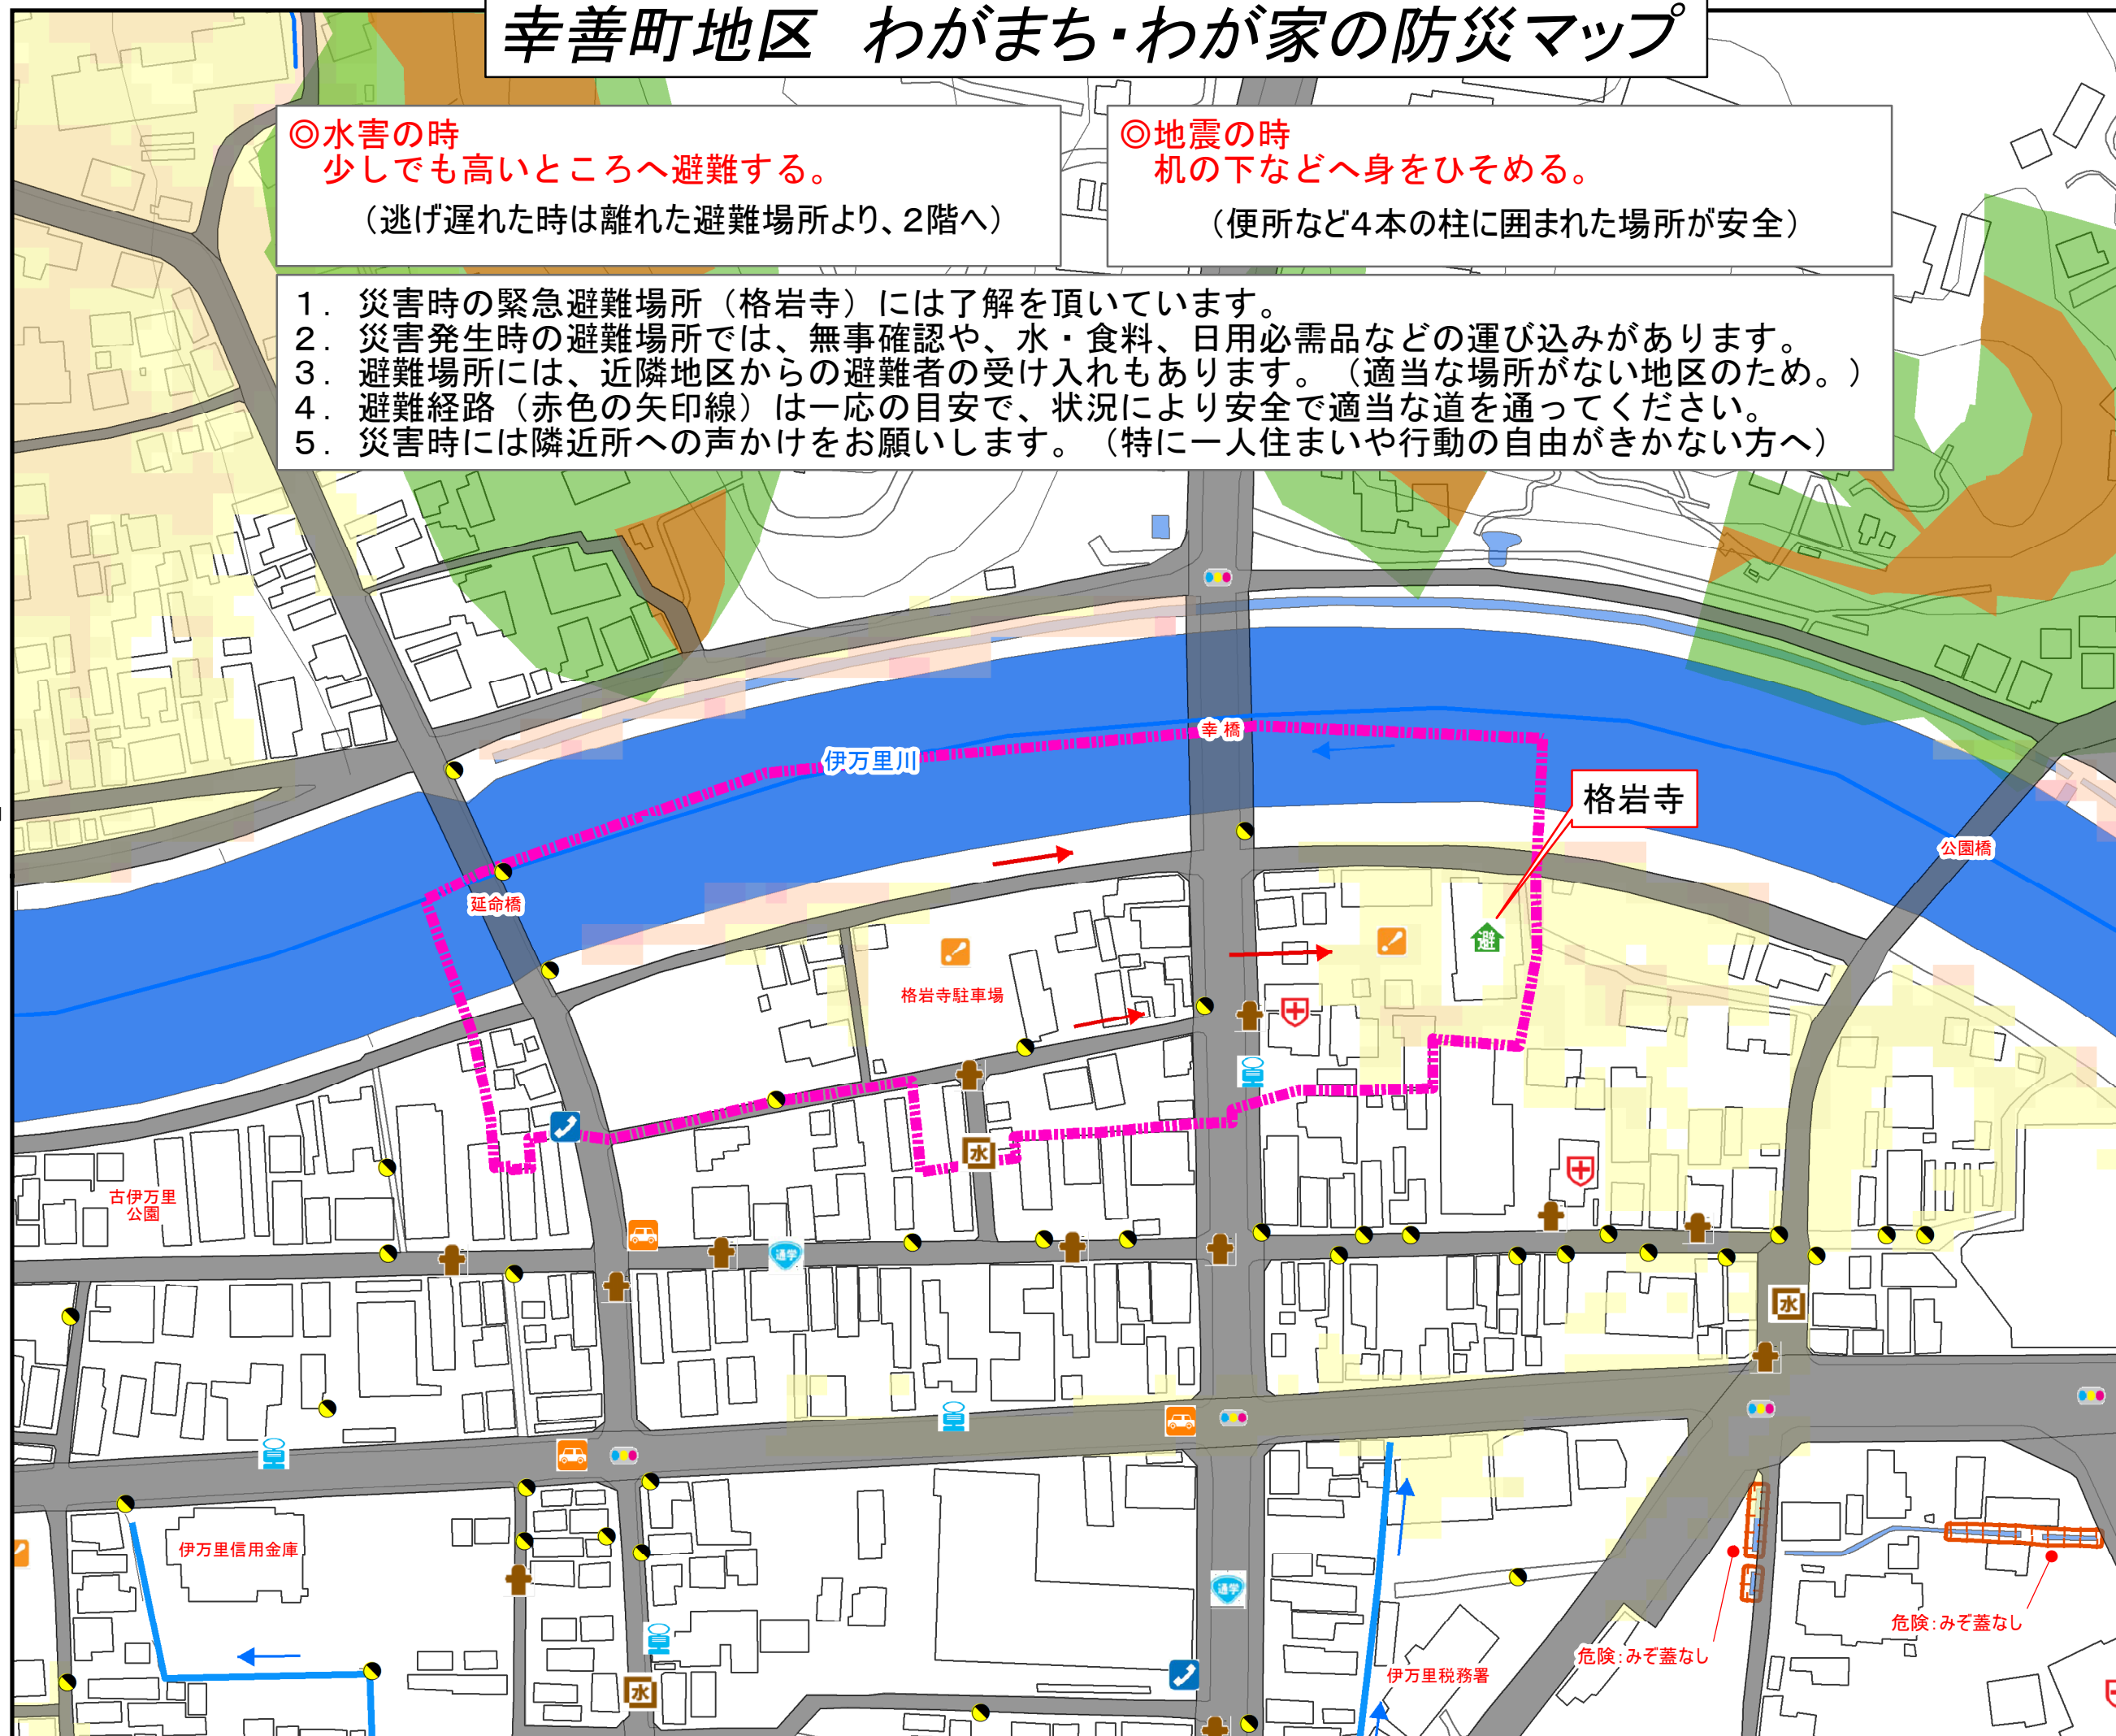 幸善町地区　わがまち・わが家の防災マップ
◎水害の時
少しでも高いところへ避難する。
（逃げ遅れた時は離れた避難場所より、２階へ）
◎地震の時
机の下などへ身をひそめる。
（便所など４本の柱に囲まれた場所が安全）
１．災害時の緊急避難場所（格岩寺）には了解を頂いています。
２．災害発生時の避難場所では、無事確認や、水・食料、日用必需品などの運び込みがあります。
３．避難場所には、近隣地区からの避難者の受け入れもあります。（適当な場所がない地区のため。）
４．避難経路（赤色の矢印線）は一応の目安で、状況により安全で適当な道を通ってください。
５．災害時には隣近所への声かけをお願いします。（特に一人住まいや行動の自由がきかない方へ）
幸橋
伊万里川
格岩寺
公園橋
延命橋
避
格岩寺駐車場
水
古伊万里
公園
通学
水
伊万里信用金庫
通学
危険：みぞ蓋なし
危険：みぞ蓋なし
伊万里税務署
水